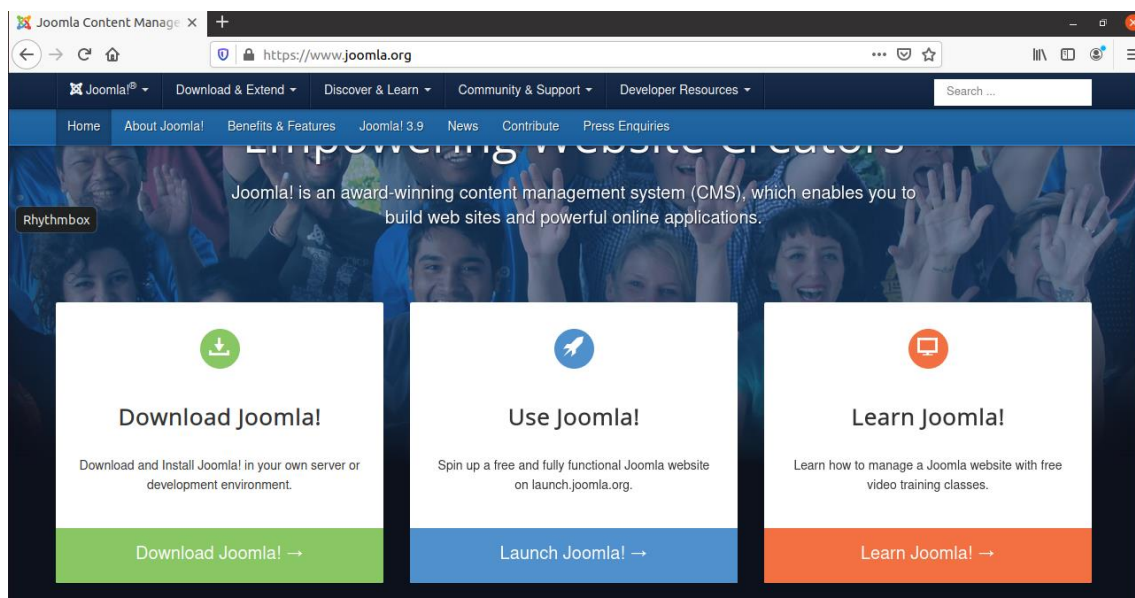 Joomla Content Manage
https://www.joomla.org
Joomla!® Download & Extend Discover & Learn Community & Support Developer Resources Search ...
Home About Joomla! Benefits & Features Joomla! 3.9 News Contribute Press Enquiries
Empowering Website Creators
Joomla! is an award-winning content management system (CMS), which enables you to
build web sites and powerful online applications.
Rhythmbox
Download Joomla!
Download and Install Joomla! in your own server or
development environment.
Download Joomla! →
Use Joomla!
Spin up a free and fully functional Joomla website
on launch.joomla.org.
Launch Joomla! →
Learn Joomla!
Learn how to manage a Joomla website with free
video training classes.
Learn Joomla! →